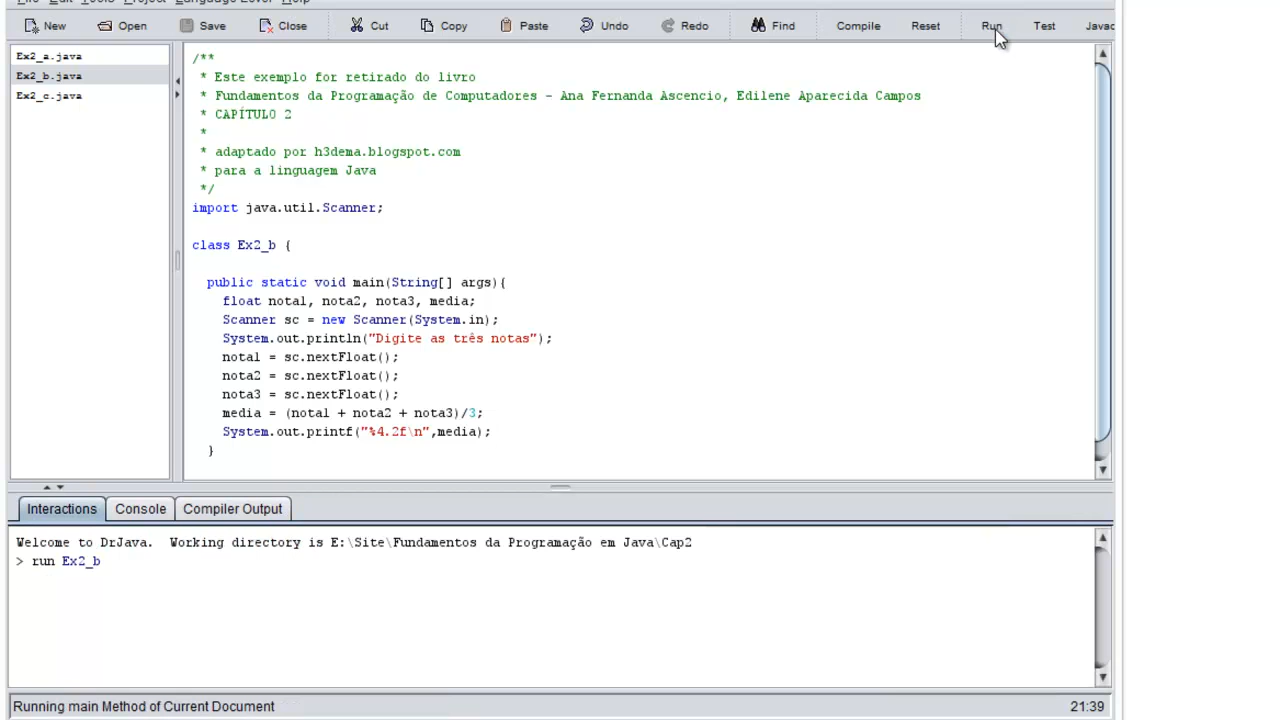 File Edit Tools Project Language Level Help
New Open Save Close Cut Copy Paste Undo Redo Find Compile Reset Run Test Javac
Ex2_a.java
Ex2_b.java
Ex2_c.java
/**
* Este exemplo for retirado do livro
* Fundamentos da Programação de Computadores - Ana Fernanda Ascencio, Edilene Aparecida Campos
* CAPÍTULO 2
*
* adaptado por h3dema.blogspot.com
* para a linguagem Java
*/
import java.util.Scanner;
class Ex2_b {
public static void main(String[] args){
float nota1, nota2, nota3, media;
Scanner sc = new Scanner(System.in);
System.out.println("Digite as três notas");
nota1 = sc.nextFloat();
nota2 = sc.nextFloat();
nota3 = sc.nextFloat();
media = (nota1 + nota2 + nota3)/3;
System.out.printf("%4.2f\n",media);
}
Interactions Console Compiler Output
Welcome to DrJava. Working directory is E:\Site\Fundamentos da Programação em Java\Cap2
> run Ex2_b
Running main Method of Current Document 21:39